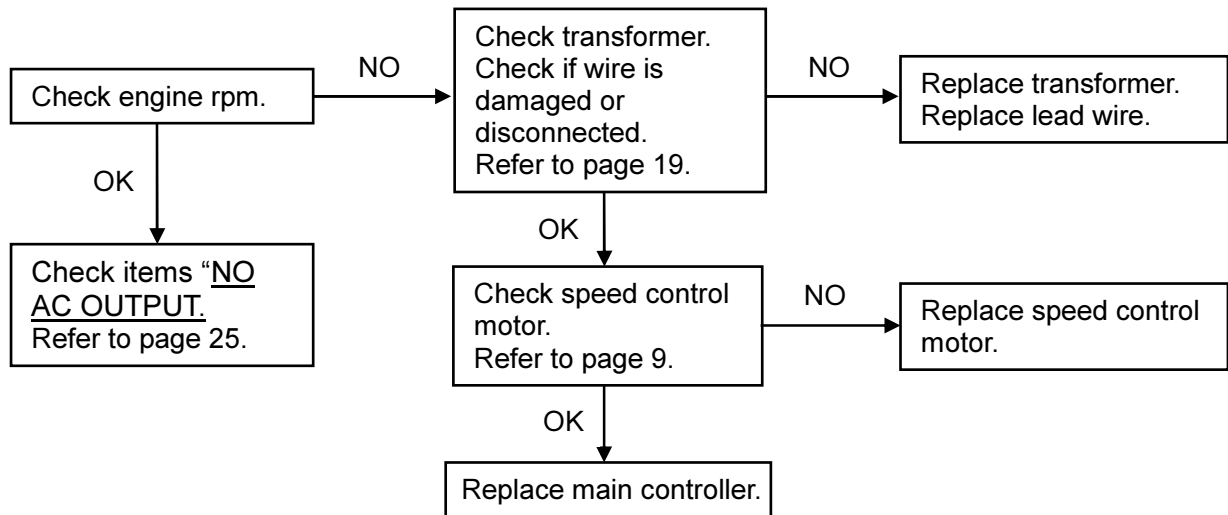 Check engine rpm.
NO
Check transformer.
Check if wire is
damaged or
disconnected.
Refer to page 19.
NO
Replace transformer.
Replace lead wire.
OK
Check items “NO
AC OUTPUT.
Refer to page 25.
OK
Check speed control
motor.
Refer to page 9.
NO
Replace speed control
motor.
OK
Replace main controller.